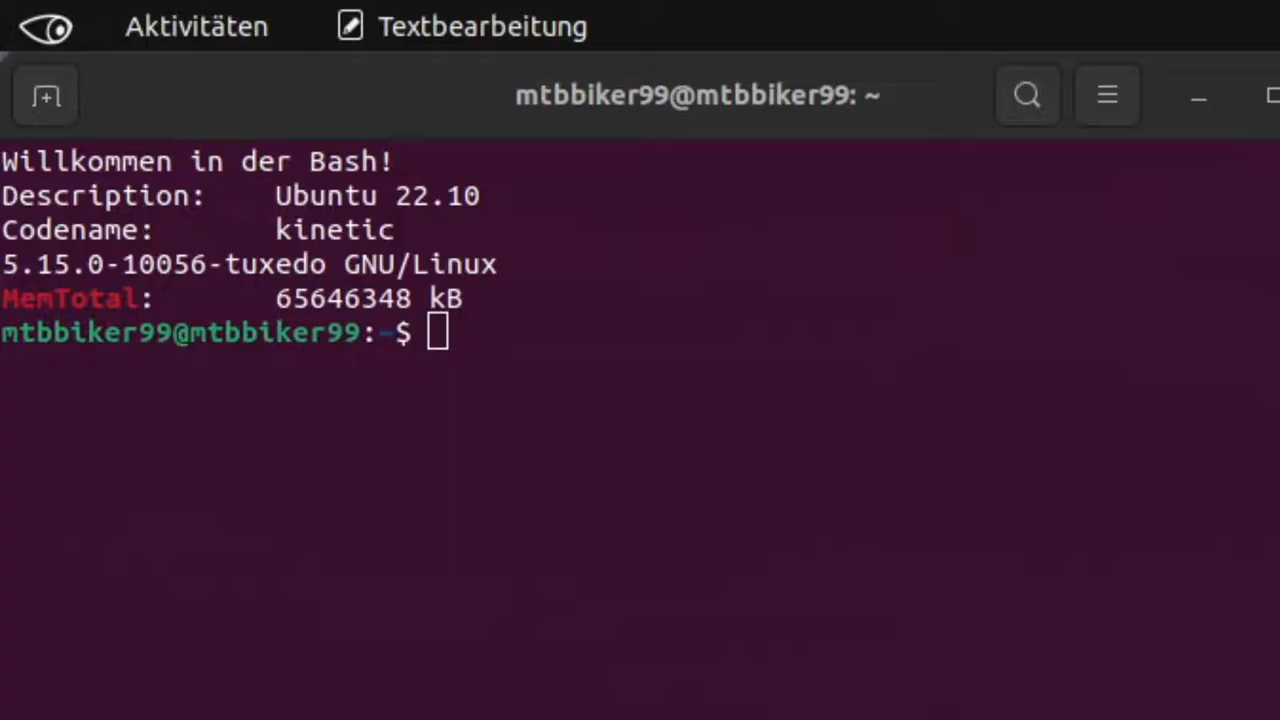 Aktivitäten Textbearbeitung
mtbbiker99@mtbbiker99: ~
Willkommen in der Bash!
Description: Ubuntu 22.10
Codename: kinetic
5.15.0-10056-tuxedo GNU/Linux
MemTotal: 65646348 kB
mtbbiker99@mtbbiker99:~$